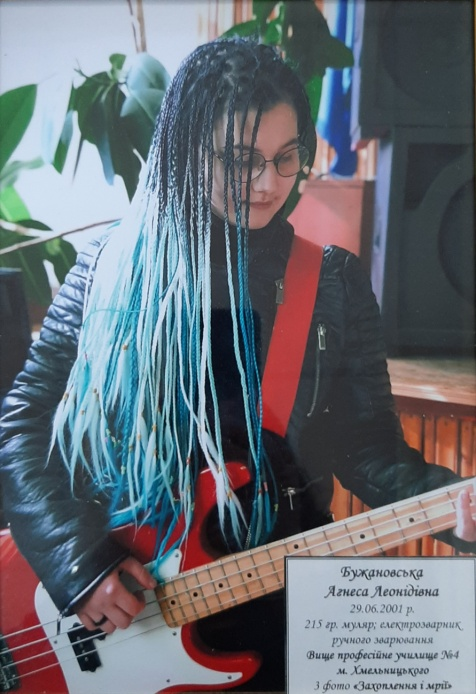 Бужановська
Агнеса Леонідівна
29.06.2001 р.
215 гр. муляр; електрозварник
ручного зварювання
Вище професійне училище №4
м. Хмельницького
З фото «Захоплення і мрії»